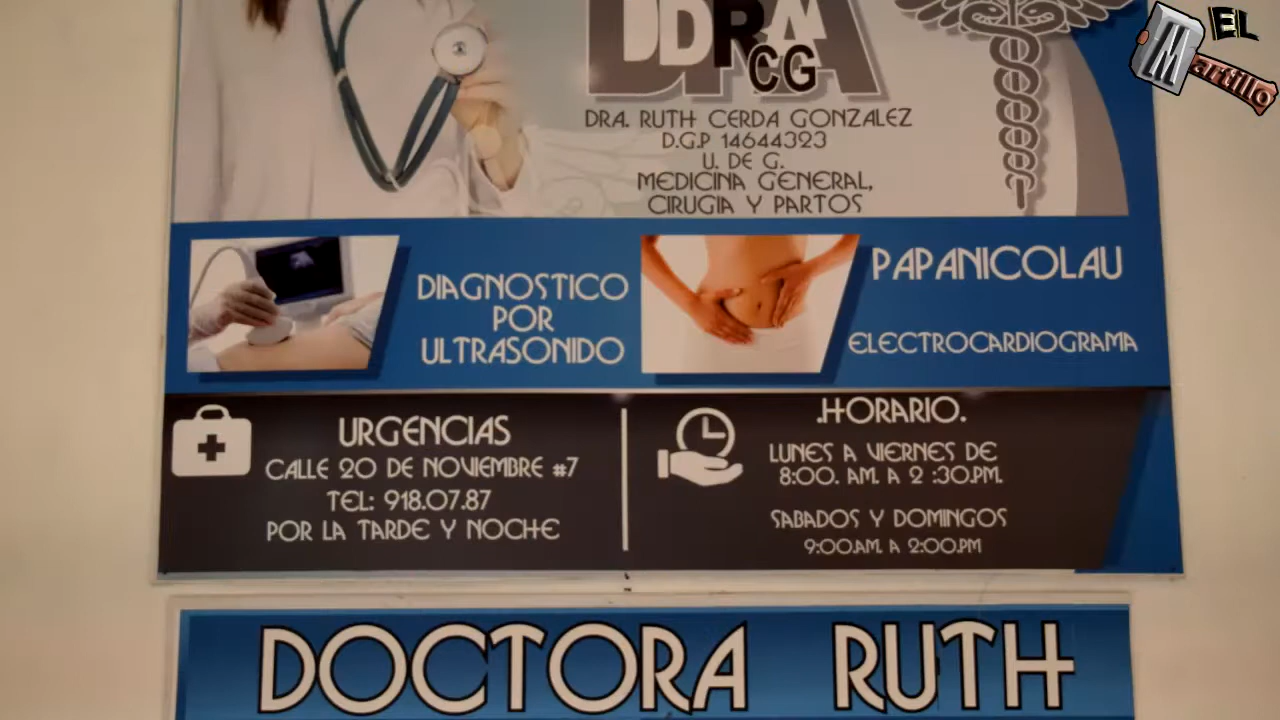 EL
Martillo
DDRA
CG
DRA. RUTH CERDA GONZALEZ
D.G.P 14644323
U. DE G.
MEDICINA GENERAL,
CIRUGIA Y PARTOS
DIAGNOSTICO
POR
ULTRASONIDO
PAPANICOLAU
ELECTROCARDIOGRAMA
URGENCIAS
CALLE 20 DE NOVIEMBRE #7
TEL: 918.07.87
POR LA TARDE Y NOCHE
.HORARIO.
LUNES A VIERNES DE
8:00. AM. A 2 :30.PM.
SABADOS Y DOMINGOS
9:00.AM. A 2:00.PM
DOCTORA RUTH